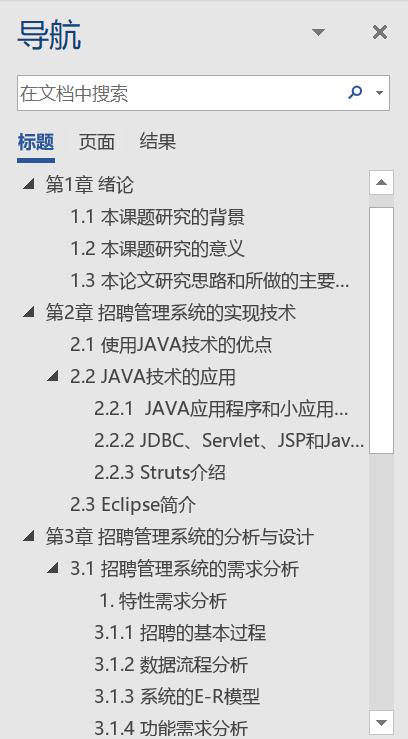 导航
在文档中搜索
标题 页面 结果
第1章 绪论
1.1 本课题研究的背景
1.2 本课题研究的意义
1.3 本论文研究思路和所做的主要...
第2章 招聘管理系统的实现技术
2.1 使用JAVA技术的优点
2.2 JAVA技术的应用
2.2.1 JAVA应用程序和小应用...
2.2.2 JDBC、Servlet、JSP和Jav...
2.2.3 Struts介绍
2.3 Eclipse简介
第3章 招聘管理系统的分析与设计
3.1 招聘管理系统的需求分析
1. 特性需求分析
3.1.1 招聘的基本过程
3.1.2 数据流程分析
3.1.3 系统的E-R模型
3.1.4 功能需求分析